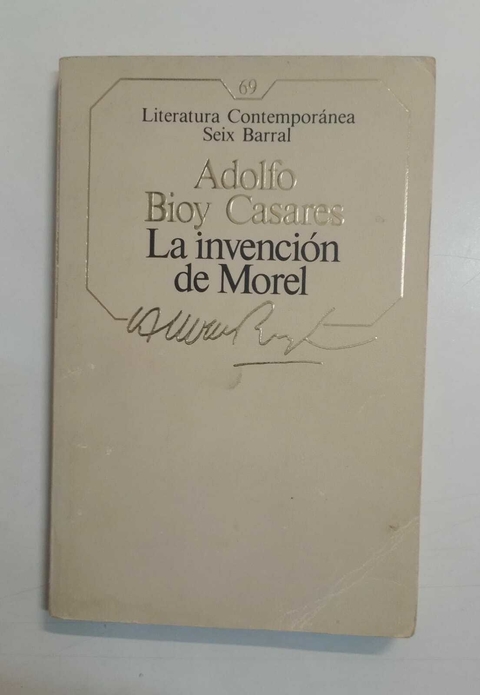 69
Literatura Contemporánea
Seix Barral
Adolfo
Bioy Casares
La invención
de Morel